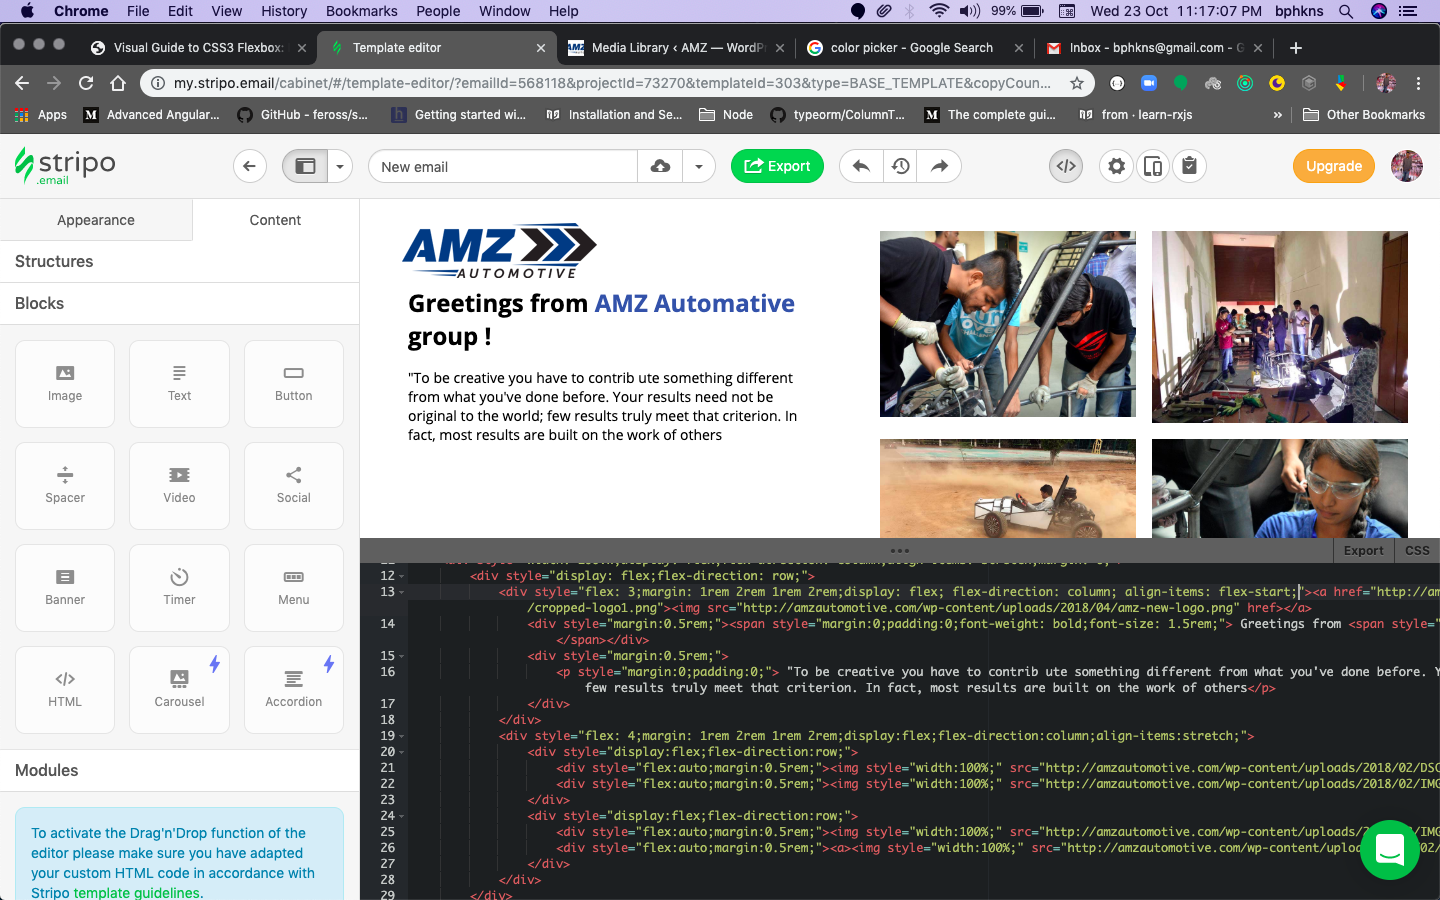 Chrome File Edit View History Bookmarks People Window Help 99% Wed 23 Oct 11:17:07 PM bphkns
Visual Guide to CSS3 Flexbox: Template editor Media Library ‹ AMZ — WordPr color picker - Google Search Inbox - bphkns@gmail.com - G
my.stripo.email/cabinet/#/template-editor/?emailId=568118&projectId=73270&templateId=303&type=BASE_TEMPLATE&copyCoun...
Apps Advanced Angular... GitHub - feross/s... Getting started wi... Installation and Se... Node typeorm/ColumnT... The complete gui... from · learn-rxjs » Other Bookmarks
stripo
.email
New email Export Upgrade
Appearance Content
Structures
Blocks
Image Text Button
Spacer Video Social
Banner Timer Menu
HTML Carousel Accordion
Modules
To activate the Drag'n'Drop function of the
editor please make sure you have adapted
your custom HTML code in accordance with
Stripo template guidelines.
AMZ
AUTOMOTIVE
Greetings from AMZ Automative
group !
"To be creative you have to contrib ute something different
from what you've done before. Your results need not be
original to the world; few results truly meet that criterion. In
fact, most results are built on the work of others
Export CSS
12 <div style="display: flex;flex-direction: row;">
13 <div style="flex: 3;margin: 1rem 2rem 1rem 2rem;display: flex; flex-direction: column; align-items: flex-start;"><a href="http://am
/cropped-logo1.png"><img src="http://amzautomotive.com/wp-content/uploads/2018/04/amz-new-logo.png" href></a>
14 <div style="margin:0.5rem;"><span style="margin:0;padding:0;font-weight: bold;font-size: 1.5rem;"> Greetings from <span style="
</span></div>
15 <div style="margin:0.5rem;">
16 <p style="margin:0;padding:0;"> "To be creative you have to contrib ute something different from what you've done before. Y
few results truly meet that criterion. In fact, most results are built on the work of others</p>
17 </div>
18 </div>
19 <div style="flex: 4;margin: 1rem 2rem 1rem 2rem;display:flex;flex-direction:column;align-items:stretch;">
20 <div style="display:flex;flex-direction:row;">
21 <div style="flex:auto;margin:0.5rem;"><img style="width:100%;" src="http://amzautomotive.com/wp-content/uploads/2018/02/DSC
22 <div style="flex:auto;margin:0.5rem;"><img style="width:100%;" src="http://amzautomotive.com/wp-content/uploads/2018/02/IMG
23 </div>
24 <div style="display:flex;flex-direction:row;">
25 <div style="flex:auto;margin:0.5rem;"><img style="width:100%;" src="http://amzautomotive.com/wp-content/uploads/2018/02/IMG
26 <div style="flex:auto;margin:0.5rem;"><a><img style="width:100%;" src="http://amzautomotive.com/wp-content/uploads/
27 </div>
28 </div>
29 </div>